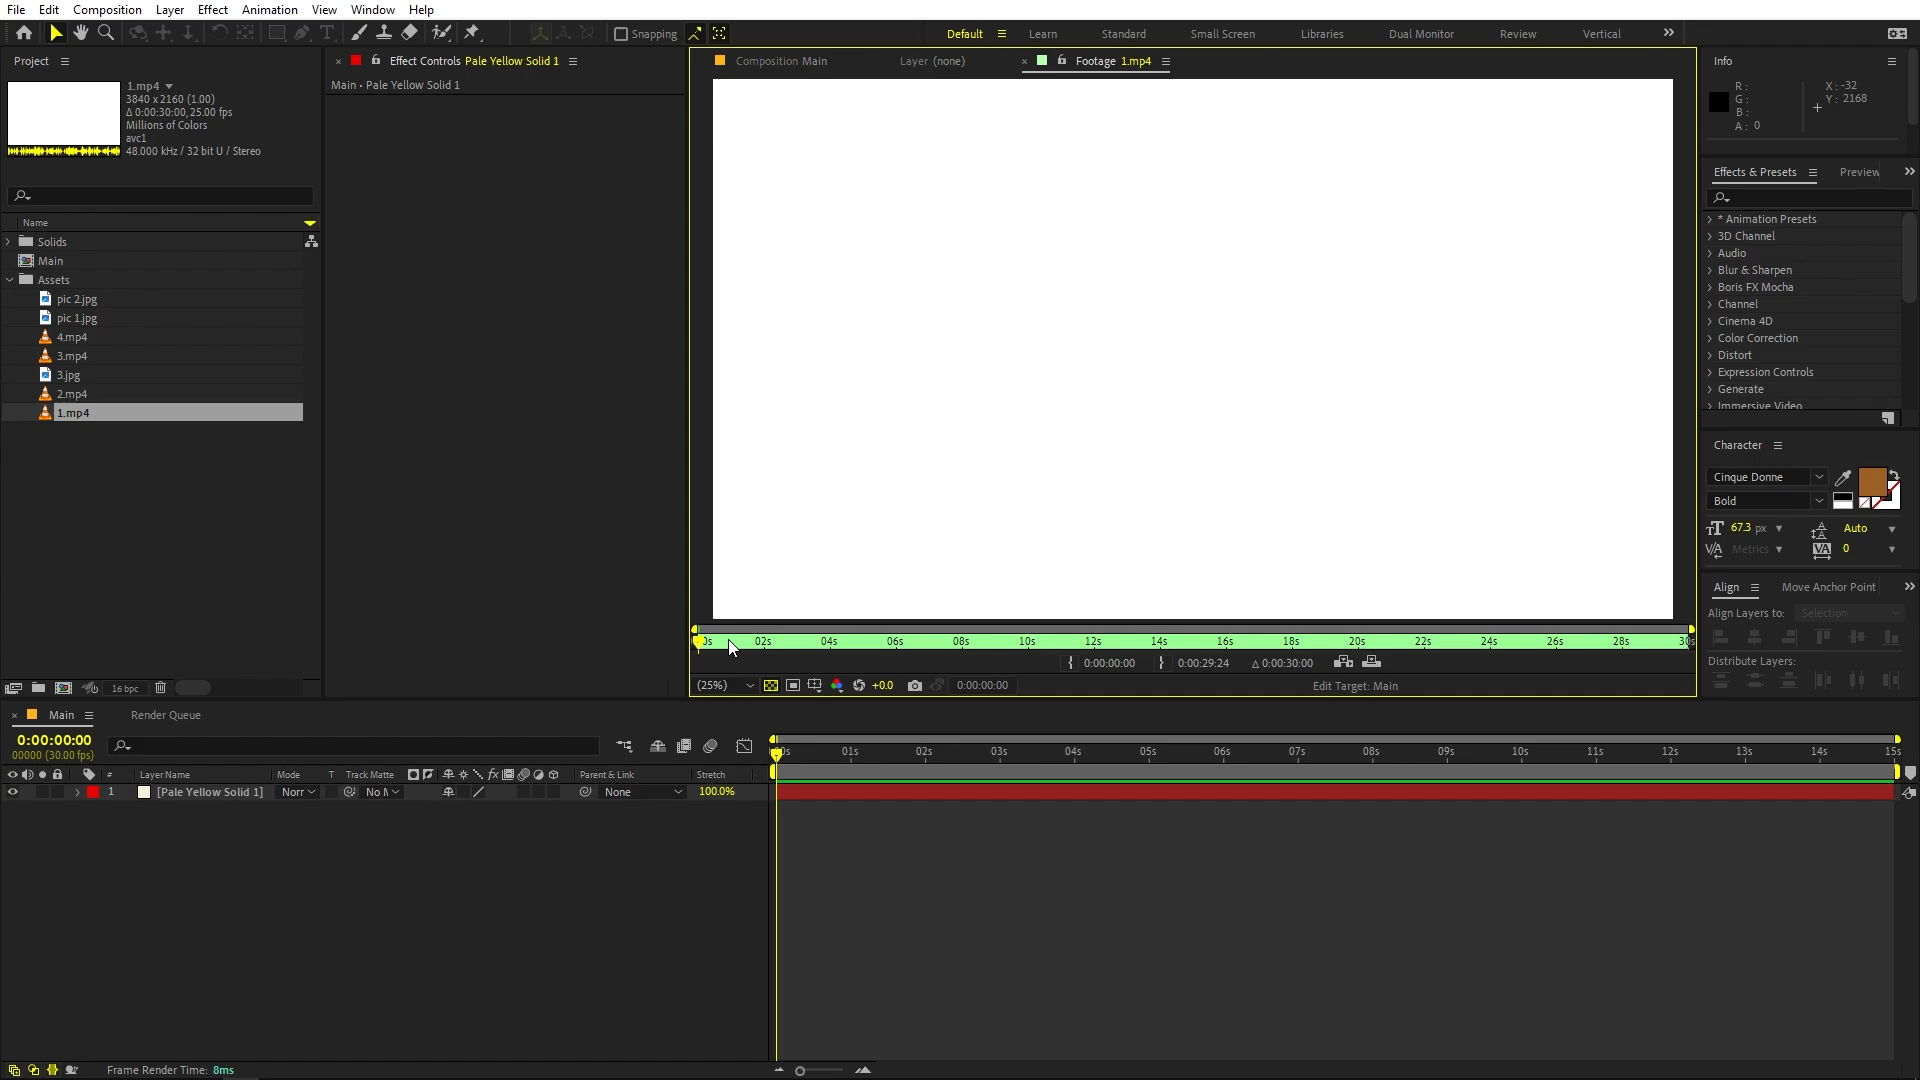 File Edit Composition Layer Effect Animation View Window Help
Snapping
Default Learn Standard Small Screen Libraries Dual Monitor Review Vertical
Project
1.mp4
3840 x 2160 (1.00)
Δ 0:00:30:00, 25.00 fps
Millions of Colors
avc1
48.000 kHz / 32 bit U / Stereo
Name
Solids
Main
Assets
pic 2.jpg
pic 1.jpg
4.mp4
3.mp4
3.jpg
2.mp4
1.mp4
16 bpc
Effect Controls Pale Yellow Solid 1
Main • Pale Yellow Solid 1
Composition Main
Layer (none)
Footage 1.mp4
02s 04s 06s 08s 10s 12s 14s 16s 18s 20s 22s 24s 26s 28s 30s
0:00:00:00 0:00:29:24 Δ 0:00:30:00
(25%) +0.0 0:00:00:00 Edit Target: Main
Info
R: X: -32
G: Y: 2168
B:
A: 0
Effects & Presets Preview
* Animation Presets
3D Channel
Audio
Blur & Sharpen
Boris FX Mocha
Channel
Cinema 4D
Color Correction
Distort
Expression Controls
Generate
Immersive Video
Character
Cinque Donne
Bold
67.3 px Auto
Metrics 0
Align Move Anchor Point
Align Layers to: Selection
Distribute Layers:
Main Render Queue
0:00:00:00
00000 (30.00 fps)
01s 02s 03s 04s 05s 06s 07s 08s 09s 10s 11s 12s 13s 14s 15s
# Layer Name Mode T Track Matte fx Parent & Link Stretch
1 [Pale Yellow Solid 1] None 100.0%
Frame Render Time: 8ms